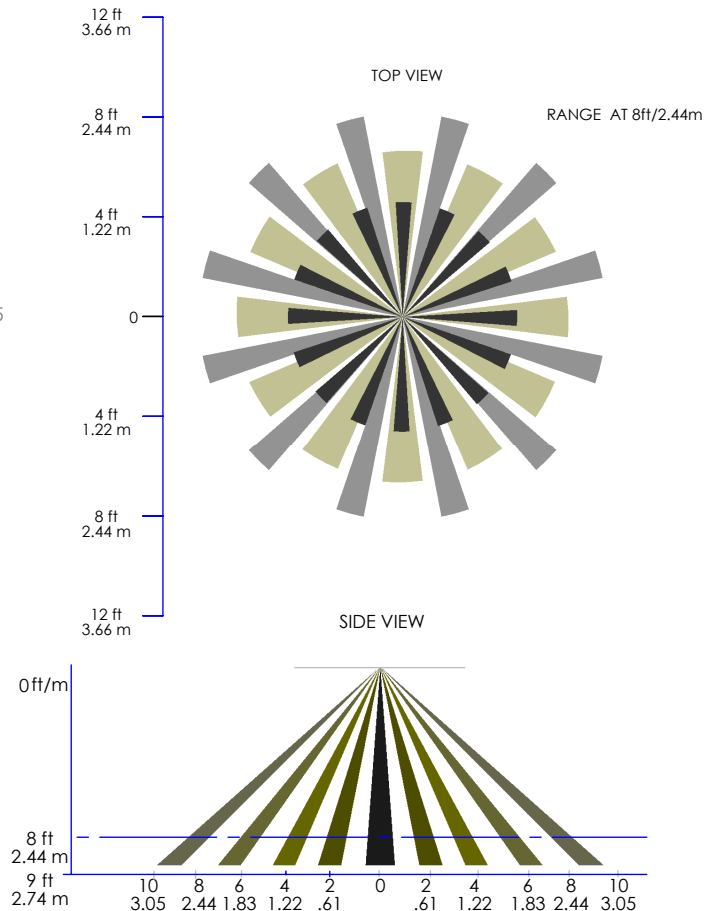 12 ft
3.66 m
TOP VIEW
8 ft
2.44 m
RANGE AT 8ft/2.44m
4 ft
1.22 m
5
0
4 ft
1.22 m
8 ft
2.44 m
12 ft
3.66 m
SIDE VIEW
0ft/m
8 ft
2.44 m
9 ft
2.74 m
10 8 6 4 2 0 2 4 6 8 10
3.05 2.44 1.83 1.22 .61 .61 1.22 1.83 2.44 3.05